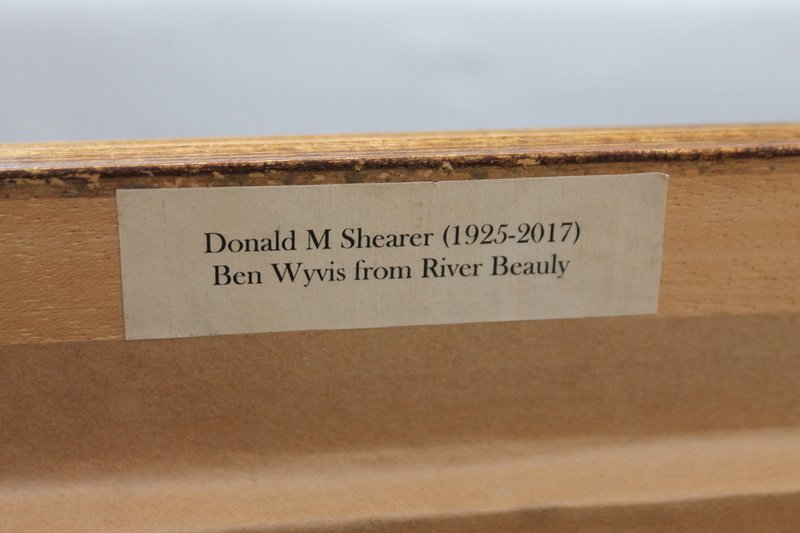 Donald M Shearer (1925-2017)
Ben Wyvis from River Beauly